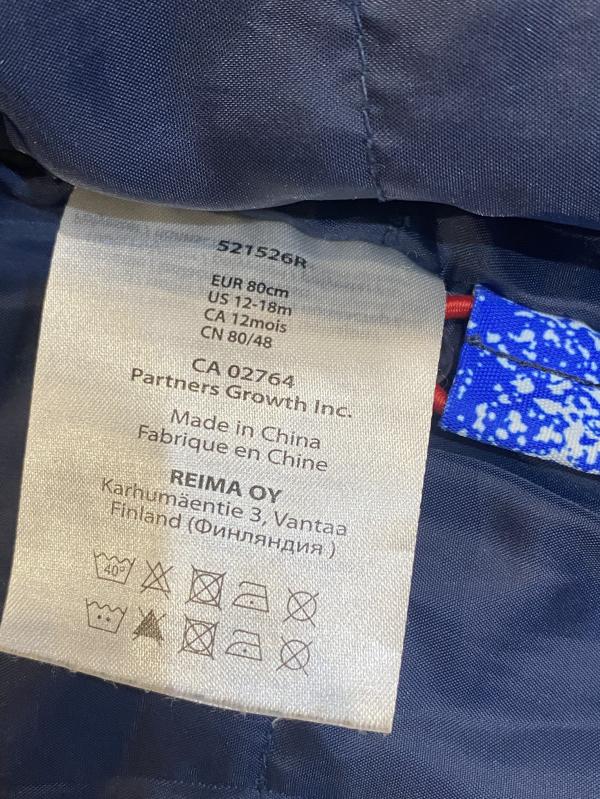 521526R
EUR 80cm
US 12-18m
CA 12mois
CN 80/48
CA 02764
Partners Growth Inc.
Made in China
Fabrique en Chine
REIMA OY
Karhumäentie 3, Vantaa
Finland (Финляндия )
40°